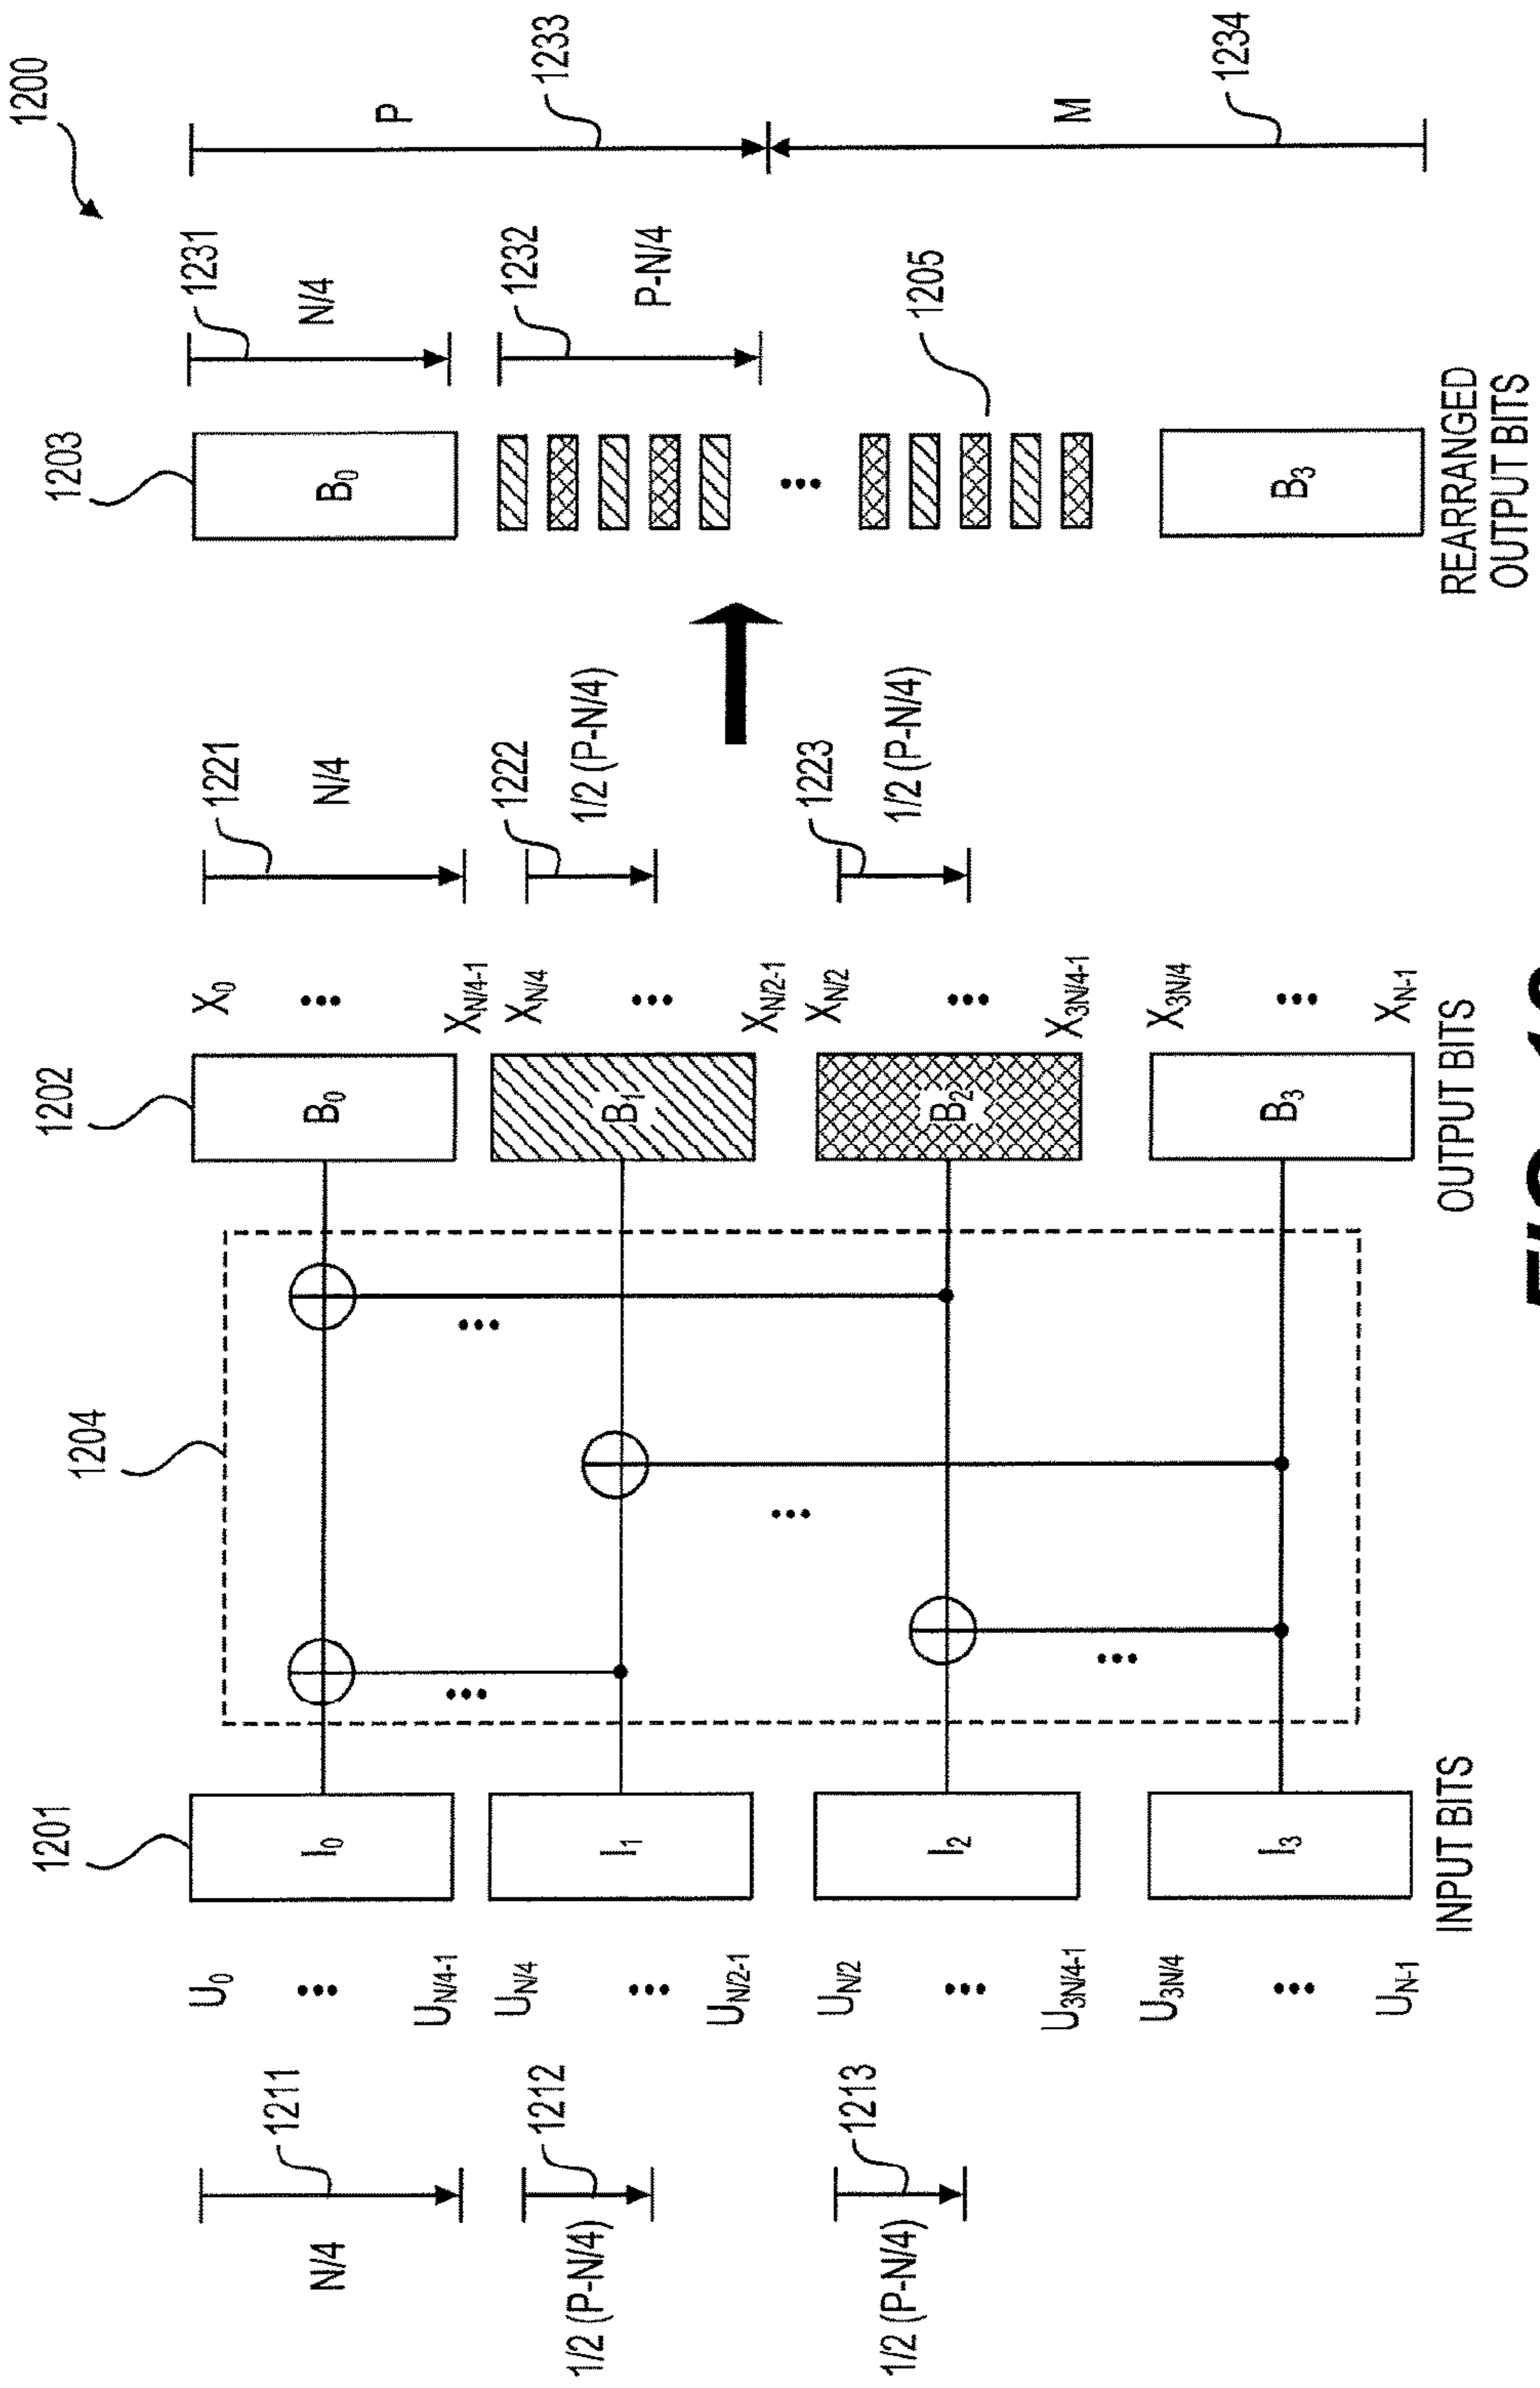 1200
1201
1202
1203
1204
1205
N/4
1211
1/2 (P-N/4)
1212
1/2 (P-N/4)
1213
U0
UN/4-1
UN/4
UN/2-1
UN/2
U3N/4-1
U3N/4
UN-1
I0
I1
I2
I3
INPUT BITS
B0
B1
B2
B3
OUTPUT BITS
X0
XN/4-1
XN/4
XN/2-1
XN/2
X3N/4-1
X3N/4
XN-1
1221
N/4
1222
1/2 (P-N/4)
1223
1/2 (P-N/4)
B0
B3
REARRANGED
OUTPUT BITS
1231
N/4
1232
P-N/4
P
1233
M
1234